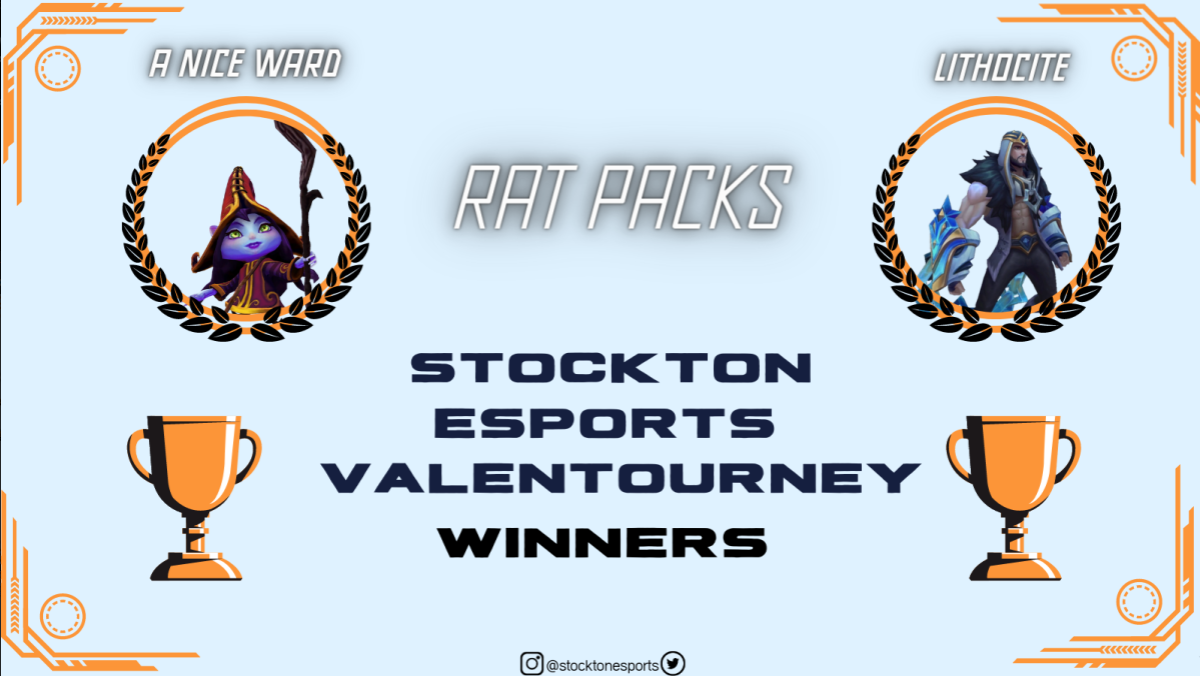 A NICE WARD
LITHOCITE
RAT PACKS
STOCKTON
ESPORTS
VALENTOURNEY
WINNERS
@stocktonesports